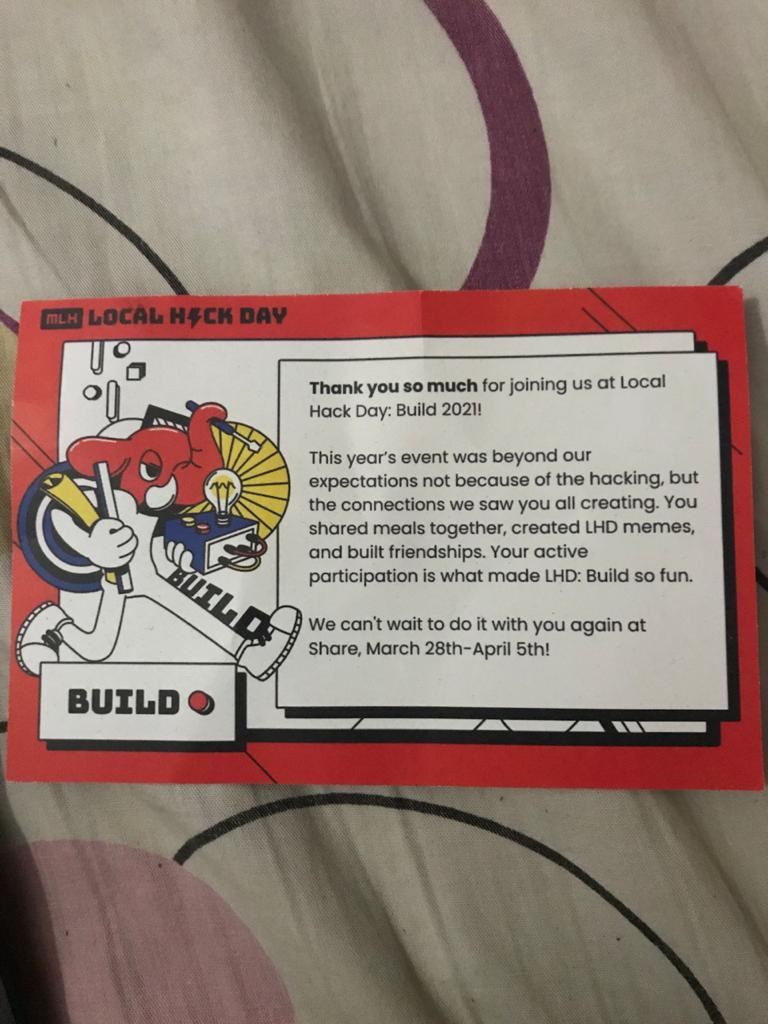 MLH LOCAL HACK DAY
Thank you so much for joining us at Local
Hack Day: Build 2021!
This year's event was beyond our
expectations not because of the hacking, but
the connections we saw you all creating. You
shared meals together, created LHD memes,
and built friendships. Your active
participation is what made LHD: Build so fun.
We can't wait to do it with you again at
Share, March 28th-April 5th!
BUILD
BUILD